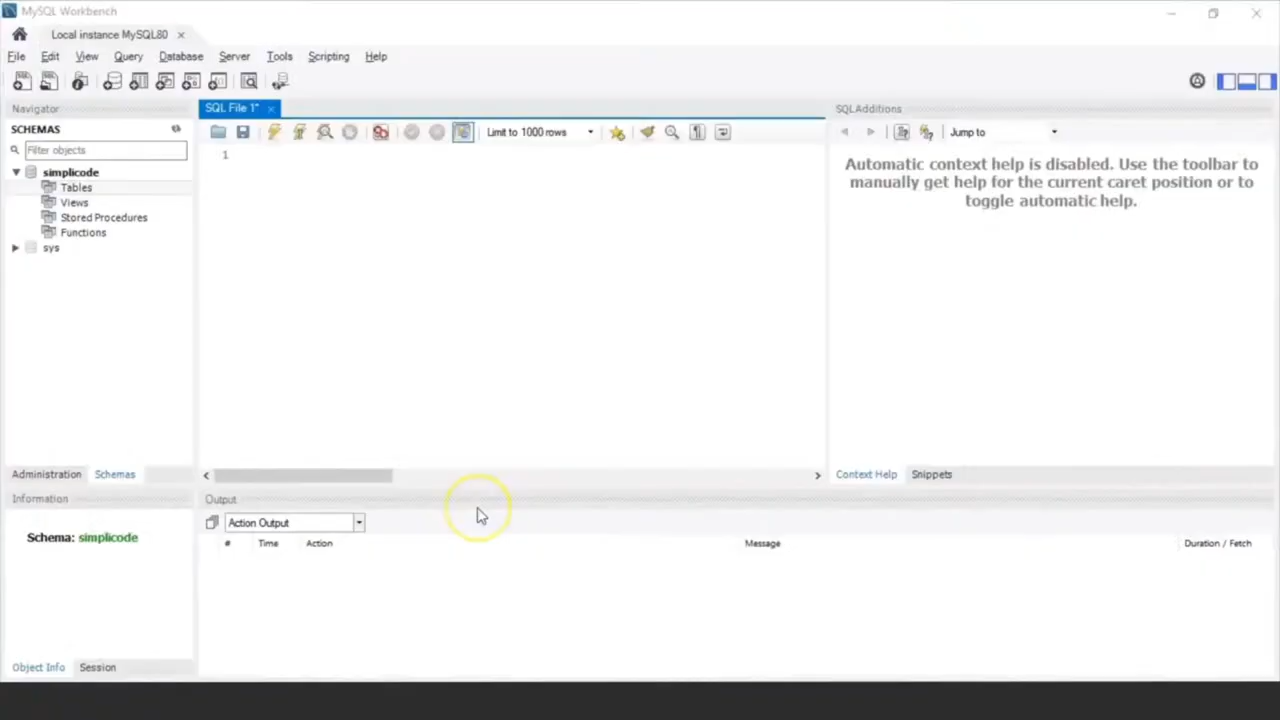 MySQL Workbench
Local instance MySQL80
File Edit View Query Database Server Tools Scripting Help
Navigator
SQL File 1*
SQLAdditions
SCHEMAS
Limit to 1000 rows
Jump to
Filter objects
1
simplicode
Tables
Views
Stored Procedures
Functions
sys
Automatic context help is disabled. Use the toolbar to
manually get help for the current caret position or to
toggle automatic help.
Administration Schemas
Context Help Snippets
Information
Output
Schema: simplicode
Action Output
# Time Action Message Duration / Fetch
Object Info Session